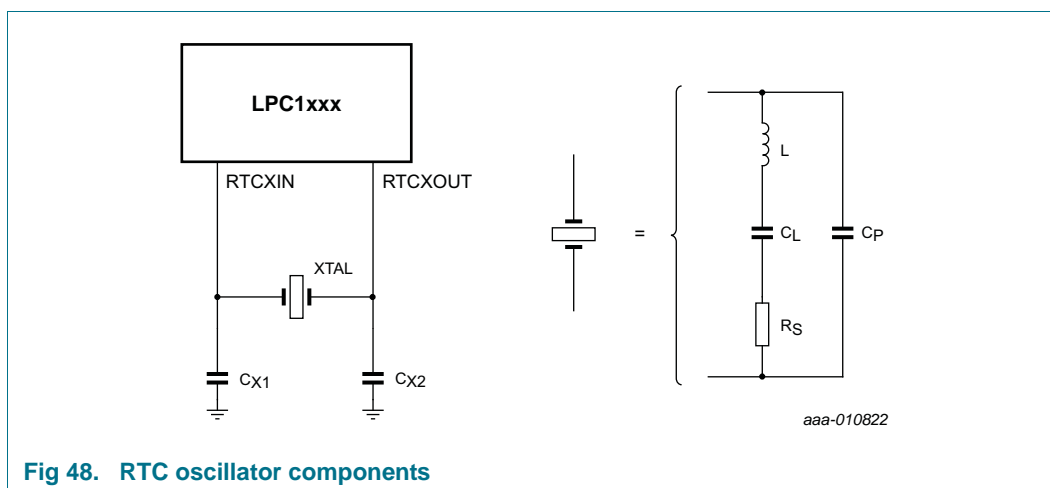 LPC1xxx
RTCXIN
RTCXOUT
XTAL
CX1
CX2
=
L
CL
CP
RS
aaa-010822
Fig 48. RTC oscillator components